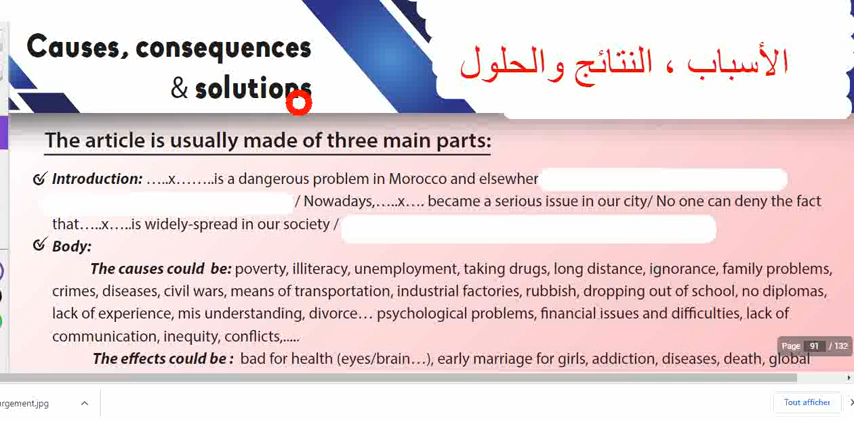 Causes, consequences
& solutions
الأسباب ، النتائج والحلول
The article is usually made of three main parts:
Introduction: …..x……..is a dangerous problem in Morocco and elsewher
/ Nowadays,…..x…. became a serious issue in our city/ No one can deny the fact
that…..x…..is widely-spread in our society /
Body:
The causes could be: poverty, illiteracy, unemployment, taking drugs, long distance, ignorance, family problems,
crimes, diseases, civil wars, means of transportation, industrial factories, rubbish, dropping out of school, no diplomas,
lack of experience, mis understanding, divorce… psychological problems, financial issues and difficulties, lack of
communication, inequity, conflicts,.....
The effects could be : bad for health (eyes/brain…), early marriage for girls, addiction, diseases, death, global
Page 91 / 132
argement.jpg
Tout afficher